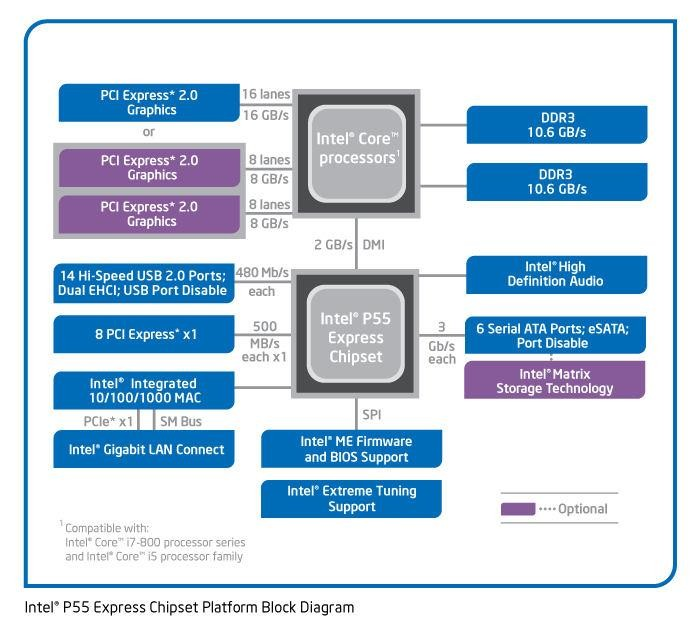 PCI Express* 2.0
Graphics
16 lanes
16 GB/s
or
PCI Express* 2.0
Graphics
8 lanes
8 GB/s
PCI Express* 2.0
Graphics
8 lanes
8 GB/s
Intel® Core™
processors¹
DDR3
10.6 GB/s
DDR3
10.6 GB/s
2 GB/s DMI
14 Hi-Speed USB 2.0 Ports;
Dual EHCI; USB Port Disable
480 Mb/s
each
8 PCI Express* x1
500
MB/s
each x1
Intel® Integrated
10/100/1000 MAC
PCIe* x1 SM Bus
Intel® Gigabit LAN Connect
Intel® P55
Express
Chipset
Intel® High
Definition Audio
3
Gb/s
each
6 Serial ATA Ports; eSATA;
Port Disable
Intel® Matrix
Storage Technology
SPI
Intel® ME Firmware
and BIOS Support
Intel® Extreme Tuning
Support
Optional
¹ Compatible with:
Intel® Core™ i7-800 processor series
and Intel® Core™ i5 processor family
Intel® P55 Express Chipset Platform Block Diagram